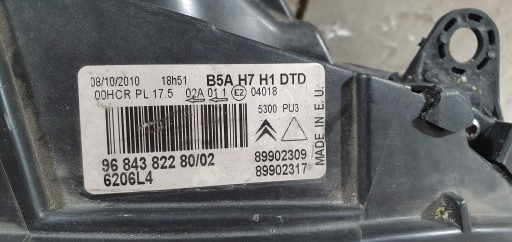 08/10/2010 18h51 B5A H7 H1 DTD
00HCR PL 17.5 02A 01 1 E2 04018
5300 PU3
96 843 822 80/02 89902309
6206L4 89902317
MADE IN E.U.